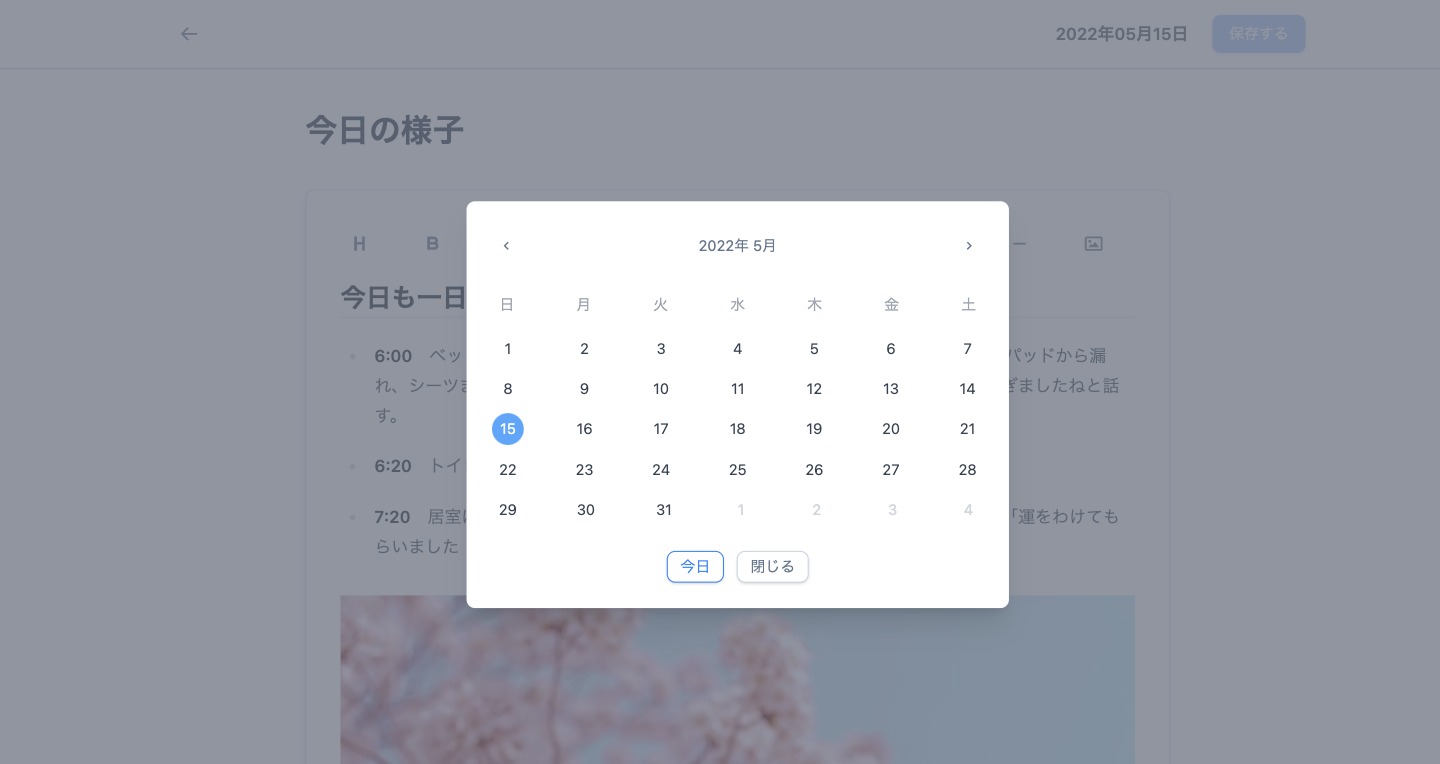 2022年05月15日 保存する
今日の様子
H B
今日も一日
6:00 ベッ
パッドから漏
れ、シーツ
ぎましたねと話
す。
6:20 トイ
7:20 居室
「運をわけても
らいました
2022年 5月
日 月 火 水 木 金 土
1 2 3 4 5 6 7
8 9 10 11 12 13 14
15 16 17 18 19 20 21
22 23 24 25 26 27 28
29 30 31 1 2 3 4
今日 閉じる